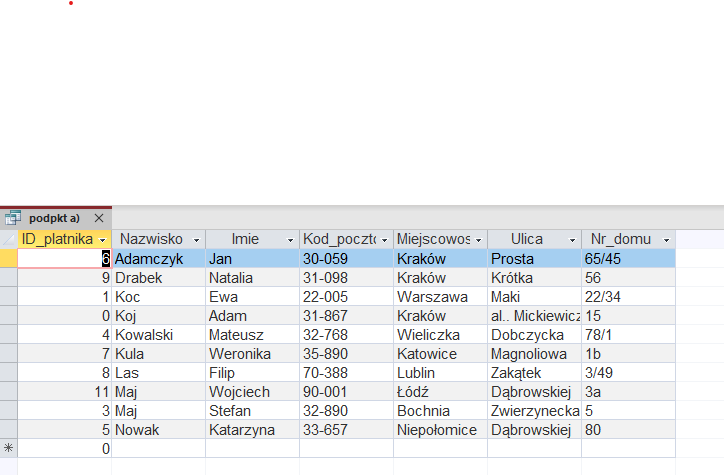 podpkt a)
ID_platnika Nazwisko Imie Kod_poczto Miejscowos Ulica Nr_domu
6 Adamczyk Jan 30-059 Kraków Prosta 65/45
9 Drabek Natalia 31-098 Kraków Krótka 56
1 Koc Ewa 22-005 Warszawa Maki 22/34
0 Koj Adam 31-867 Kraków al.. Mickiewicz 15
4 Kowalski Mateusz 32-768 Wieliczka Dobczycka 78/1
7 Kula Weronika 35-890 Katowice Magnoliowa 1b
8 Las Filip 70-388 Lublin Zakątek 3/49
11 Maj Wojciech 90-001 Łódź Dąbrowskiej 3a
3 Maj Stefan 32-890 Bochnia Zwierzynecka 5
5 Nowak Katarzyna 33-657 Niepołomice Dąbrowskiej 80
0